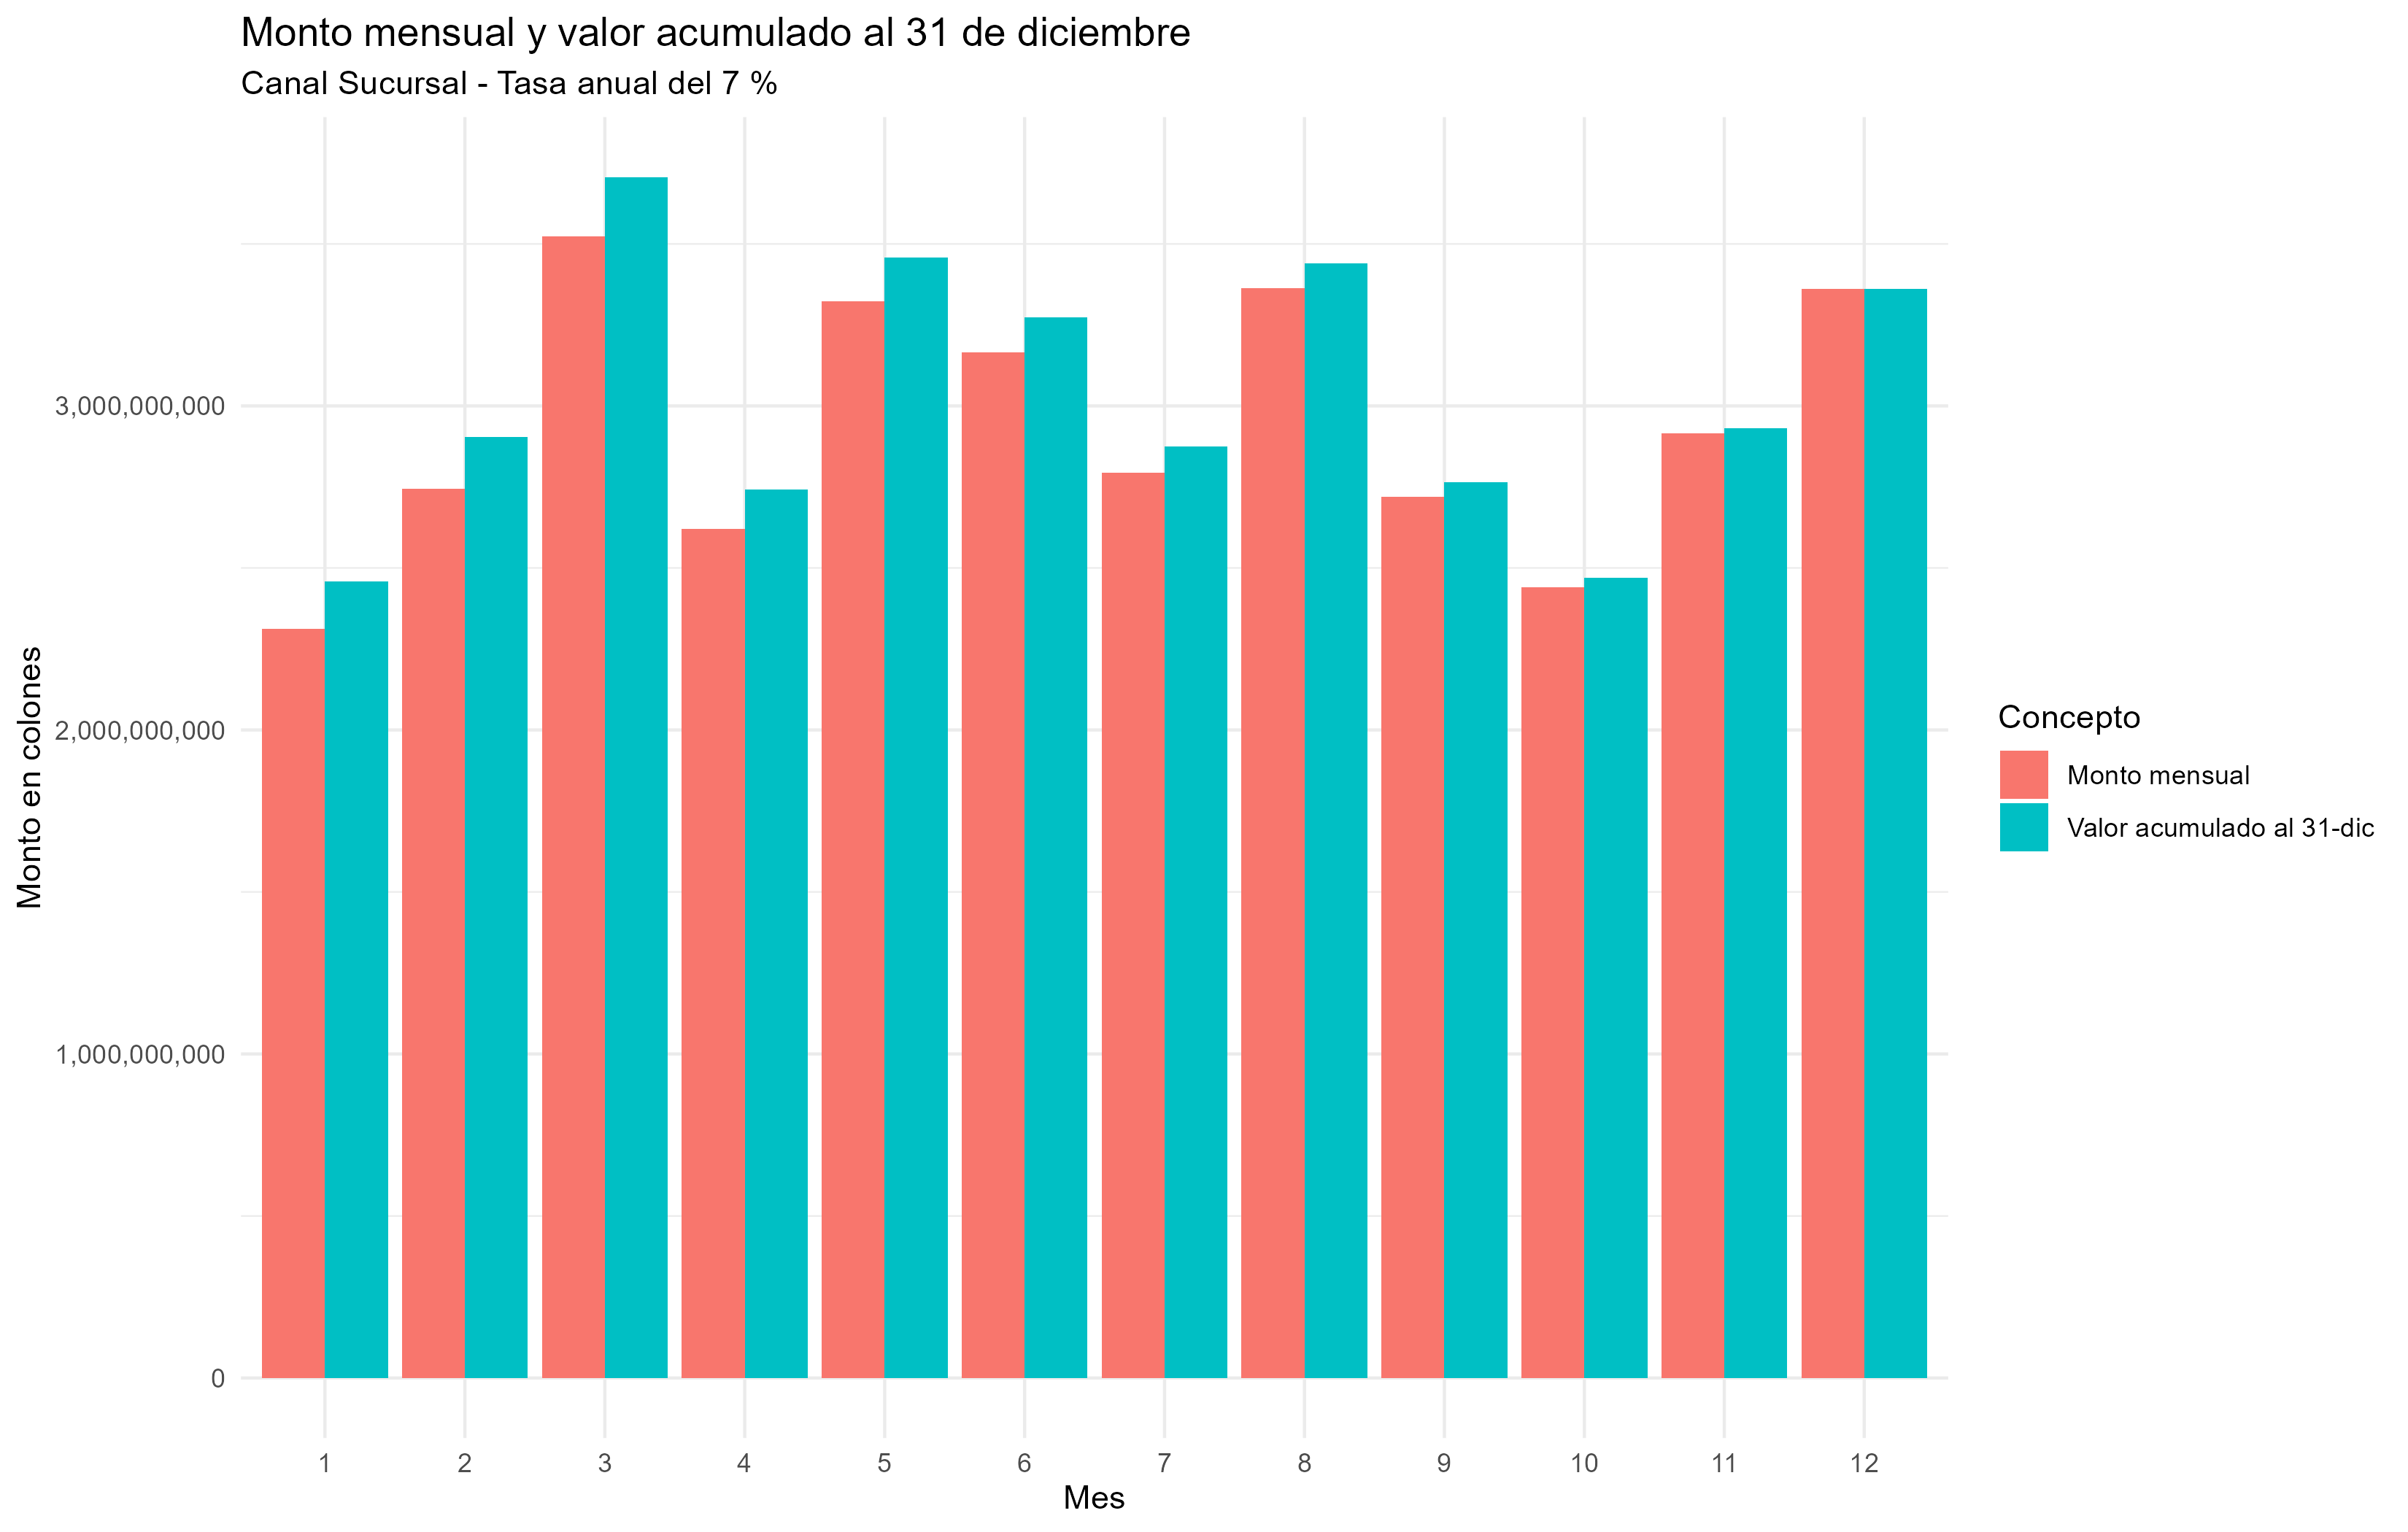 Monto mensual y valor acumulado al 31 de diciembre
Canal Sucursal - Tasa anual del 7 %
Monto en colones
3,000,000,000
2,000,000,000
1,000,000,000
0
1 2 3 4 5 6 7 8 9 10 11 12
Mes
Concepto
Monto mensual
Valor acumulado al 31-dic